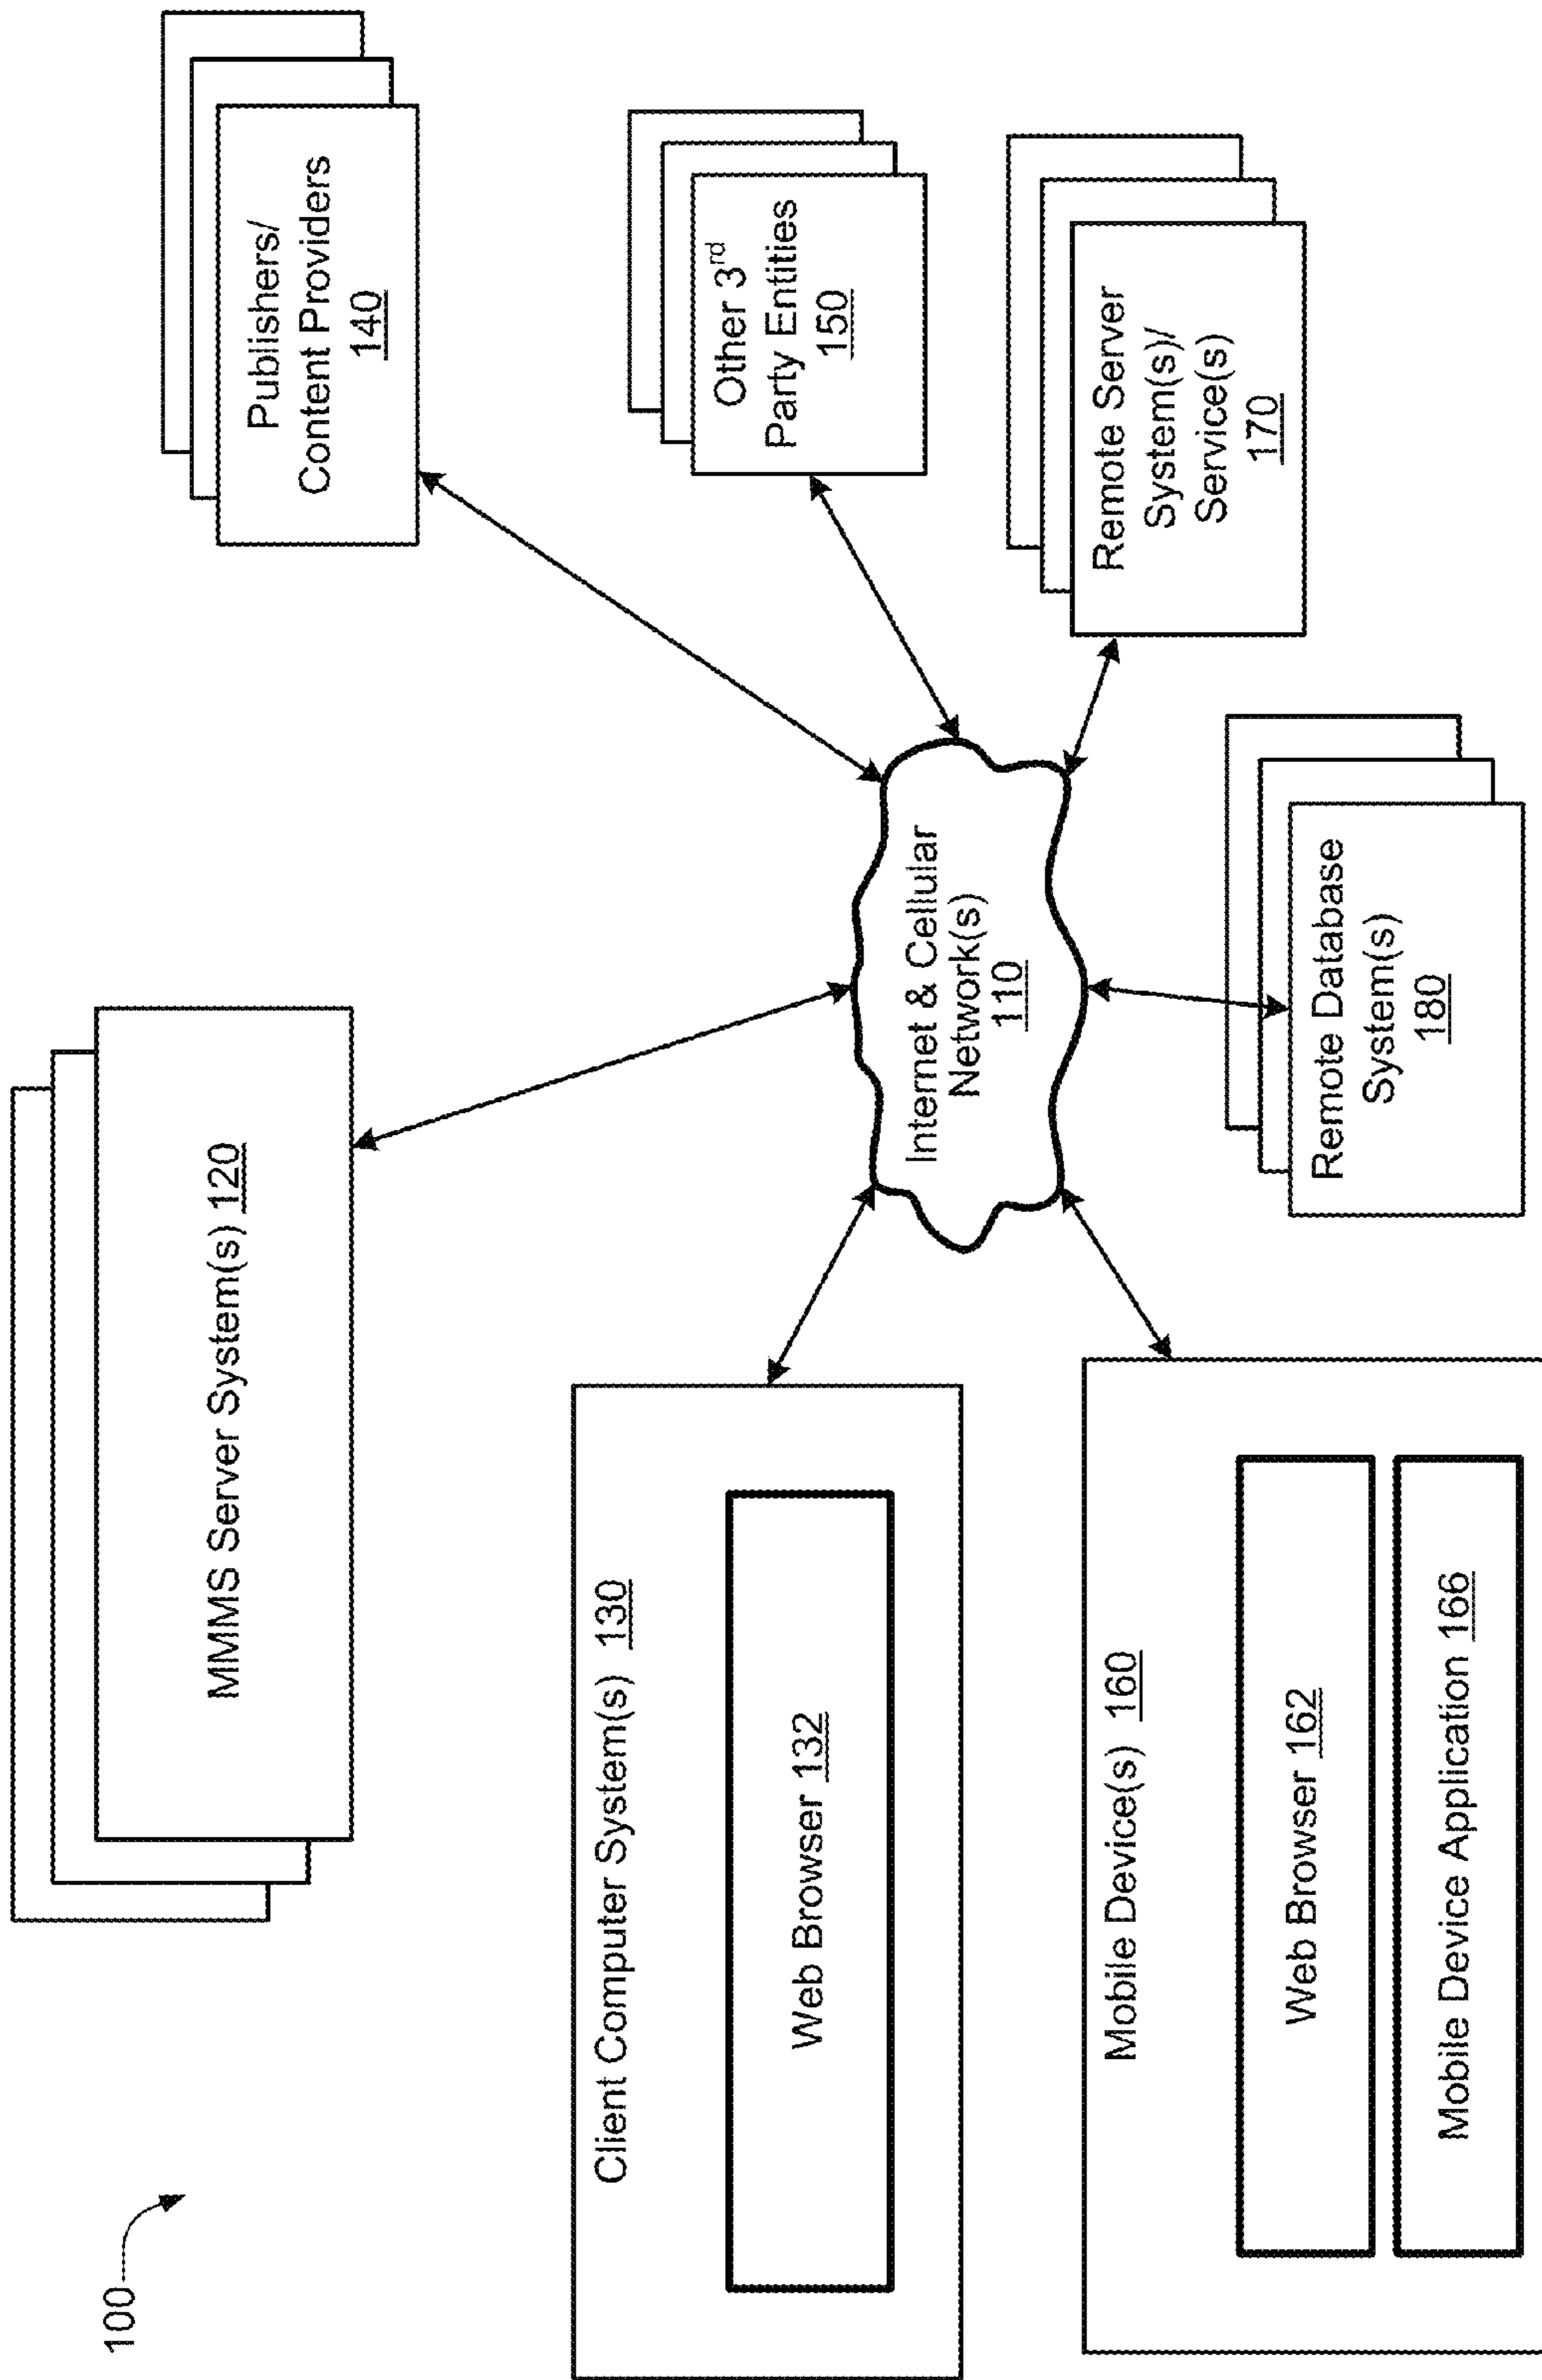 100
MMMS Server System(s) 120
Publishers/
Content Providers
140
Client Computer System(s) 130
Web Browser 132
Internet & Cellular
Network(s)
110
Other 3rd
Party Entities
150
Mobile Device(s) 160
Web Browser 162
Mobile Device Application 166
Remote Database
System(s)
180
Remote Server
System(s)/
Service(s)
170